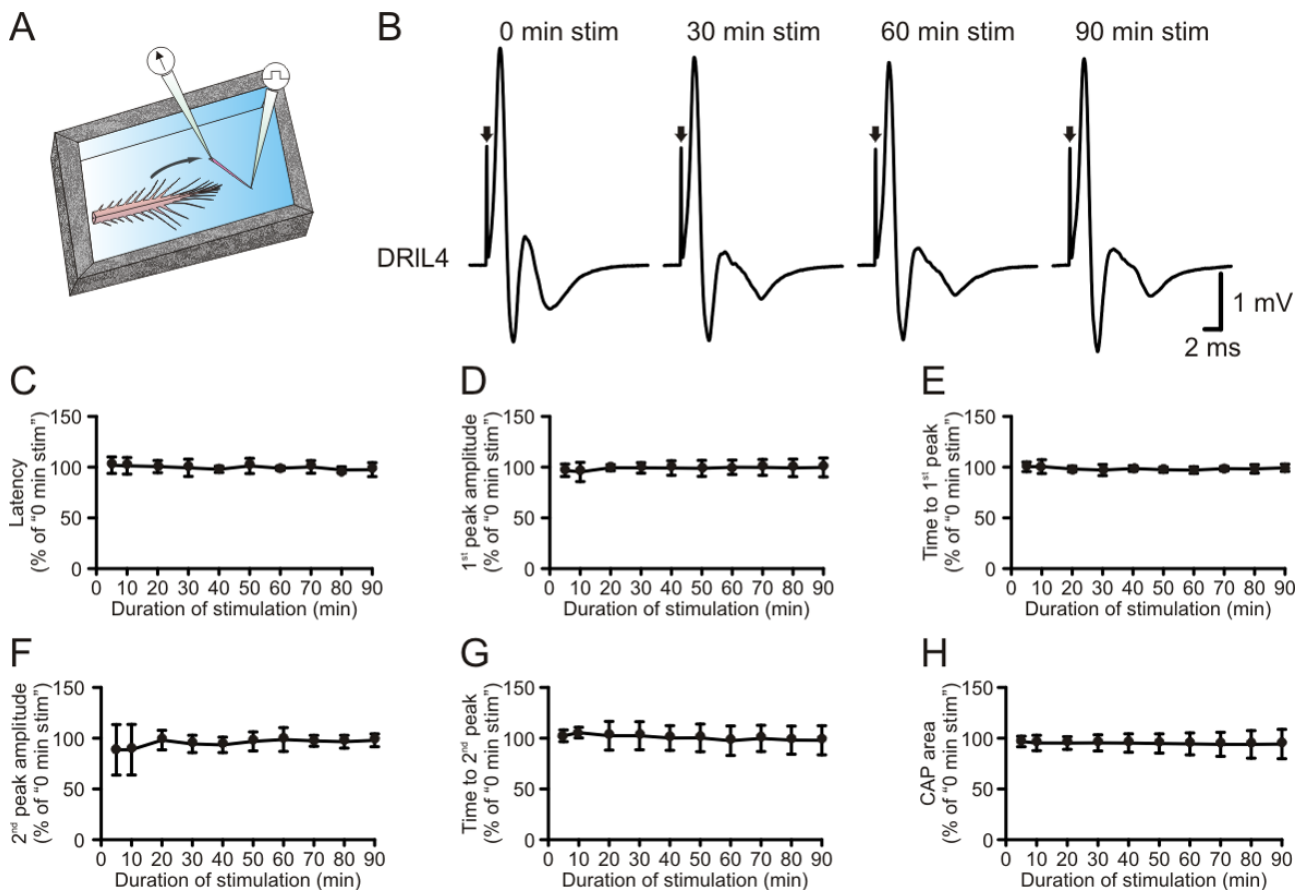 A
B
0 min stim 30 min stim 60 min stim 90 min stim
DRIL4
1 mV
2 ms
C
Latency
(% of “0 min stim”)
150
100
50
0
0 10 20 30 40 50 60 70 80 90
Duration of stimulation (min)
D
1st peak amplitude
(% of “0 min stim”)
150
100
50
0
0 10 20 30 40 50 60 70 80 90
Duration of stimulation (min)
E
Time to 1st peak
(% of “0 min stim”)
150
100
50
0
0 10 20 30 40 50 60 70 80 90
Duration of stimulation (min)
F
2nd peak amplitude
(% of “0 min stim”)
150
100
50
0
0 10 20 30 40 50 60 70 80 90
Duration of stimulation (min)
G
Time to 2nd peak
(% of “0 min stim”)
150
100
50
0
0 10 20 30 40 50 60 70 80 90
Duration of stimulation (min)
H
CAP area
(% of “0 min stim”)
150
100
50
0
0 10 20 30 40 50 60 70 80 90
Duration of stimulation (min)